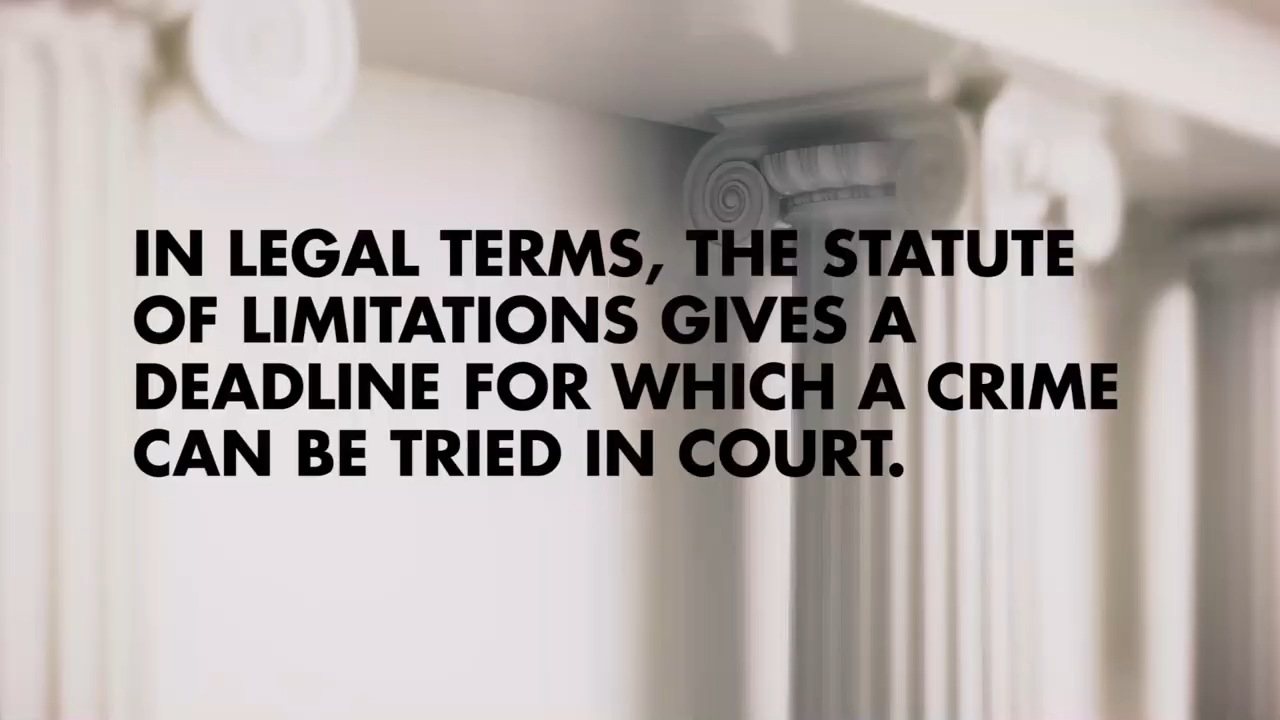 IN LEGAL TERMS, THE STATUTE
OF LIMITATIONS GIVES A
DEADLINE FOR WHICH A CRIME
CAN BE TRIED IN COURT.